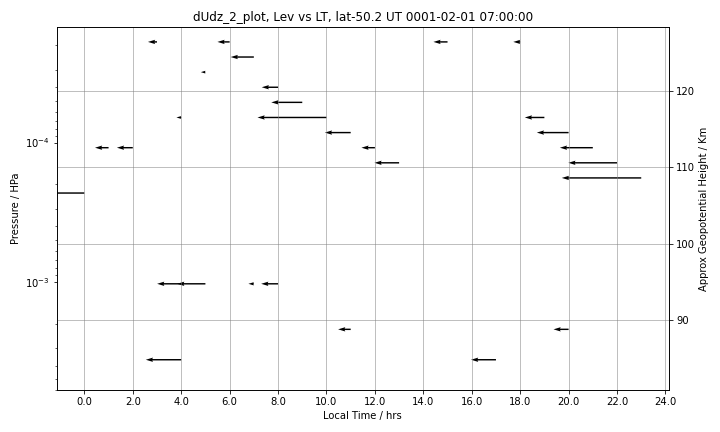 dUdz_2_plot, Lev vs LT, lat-50.2 UT 0001-02-01 07:00:00
Pressure / HPa
10⁻⁴
10⁻³
120
110
100
90
Approx Geopotential Height / Km
0.0 2.0 4.0 6.0 8.0 10.0 12.0 14.0 16.0 18.0 20.0 22.0 24.0
Local Time / hrs